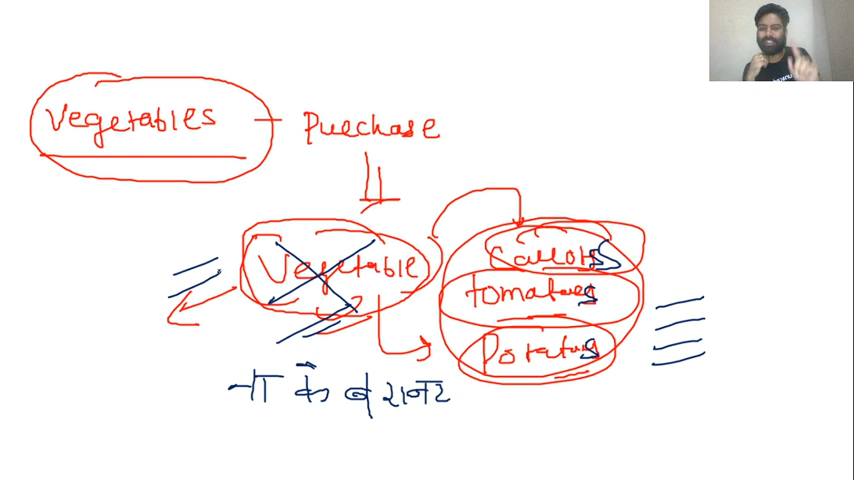 Vegetables - Purchase
Vegetable
Carrots
tomatoes
Potatoes
ना के बराबर